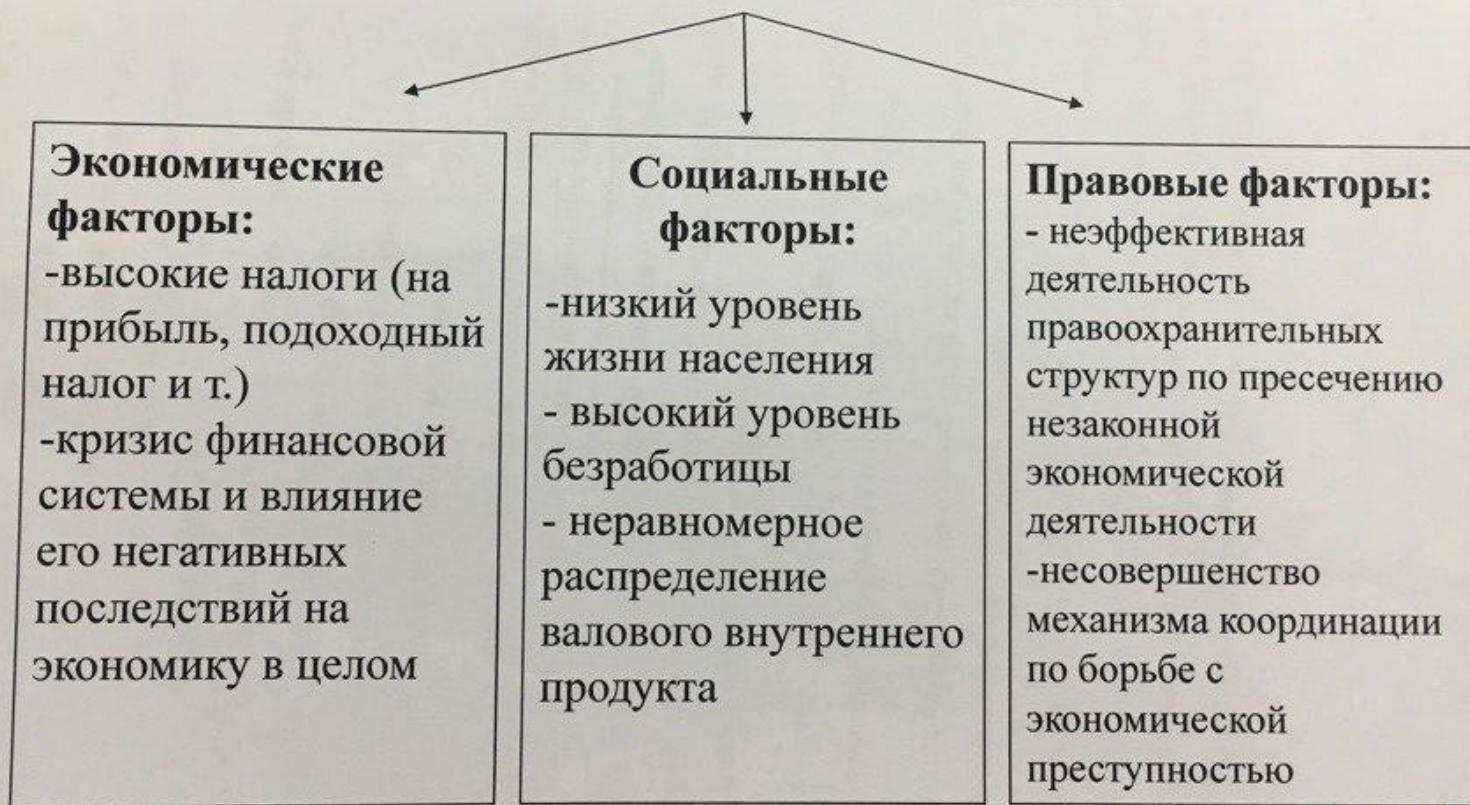 Экономические
факторы:
-высокие налоги (на
прибыль, подоходный
налог и т.)
-кризис финансовой
системы и влияние
его негативных
последствий на
экономику в целом
Социальные
факторы:
-низкий уровень
жизни населения
- высокий уровень
безработицы
- неравномерное
распределение
валового внутреннего
продукта
Правовые факторы:
- неэффективная
деятельность
правоохранительных
структур по пресечению
незаконной
экономической
деятельности
-несовершенство
механизма координации
по борьбе с
экономической
преступностью